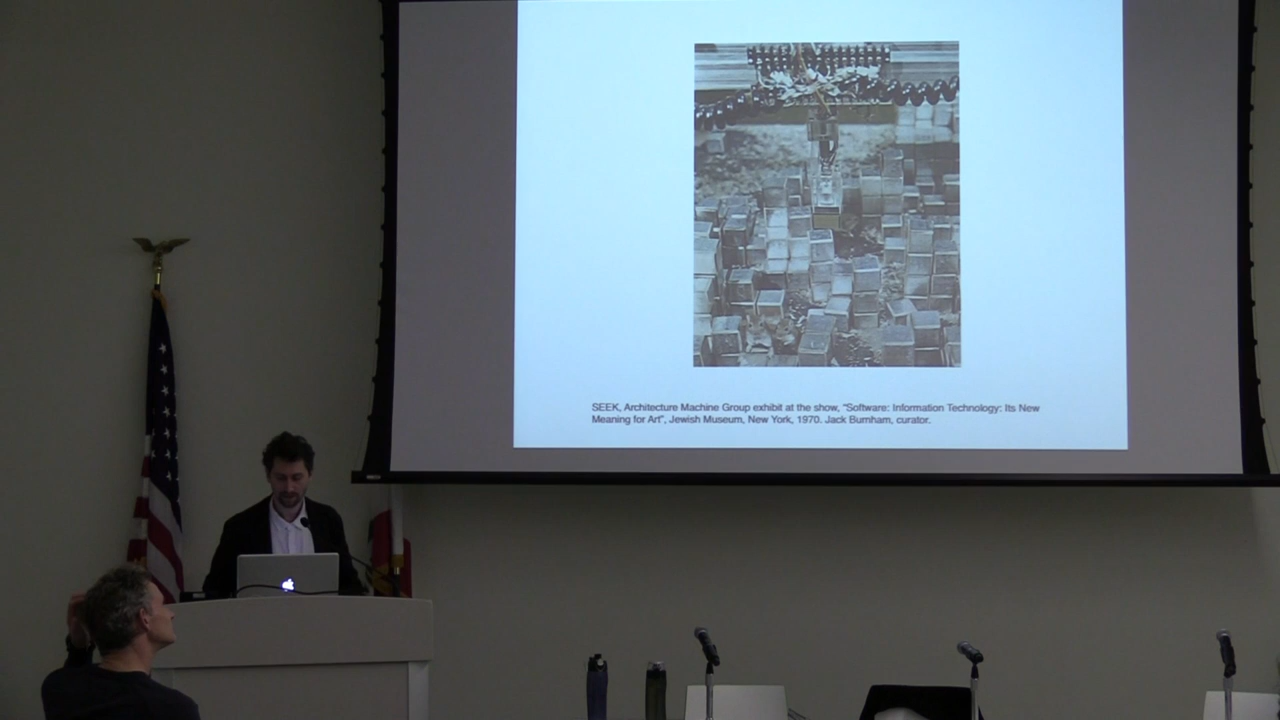 SEEK, Architecture Machine Group exhibit at the show, "Software: Information Technology: Its New
Meaning for Art", Jewish Museum, New York, 1970. Jack Burnham, curator.